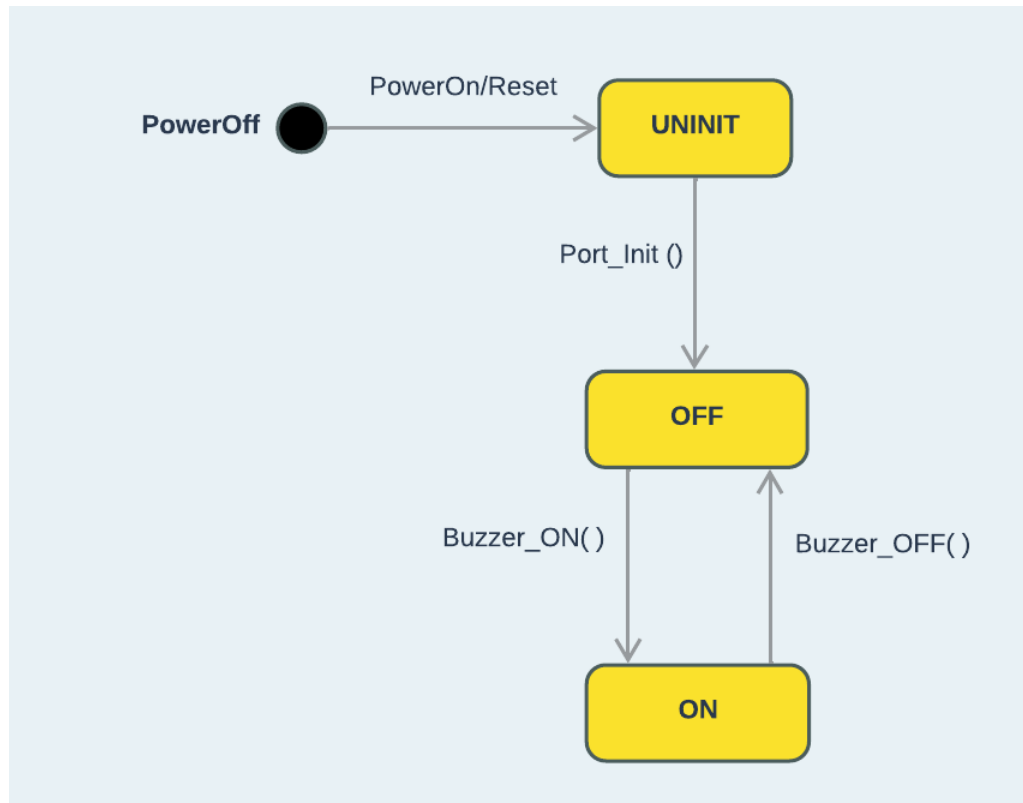 PowerOn/Reset
PowerOff
UNINIT
Port_Init ()
OFF
Buzzer_ON( )
Buzzer_OFF( )
ON